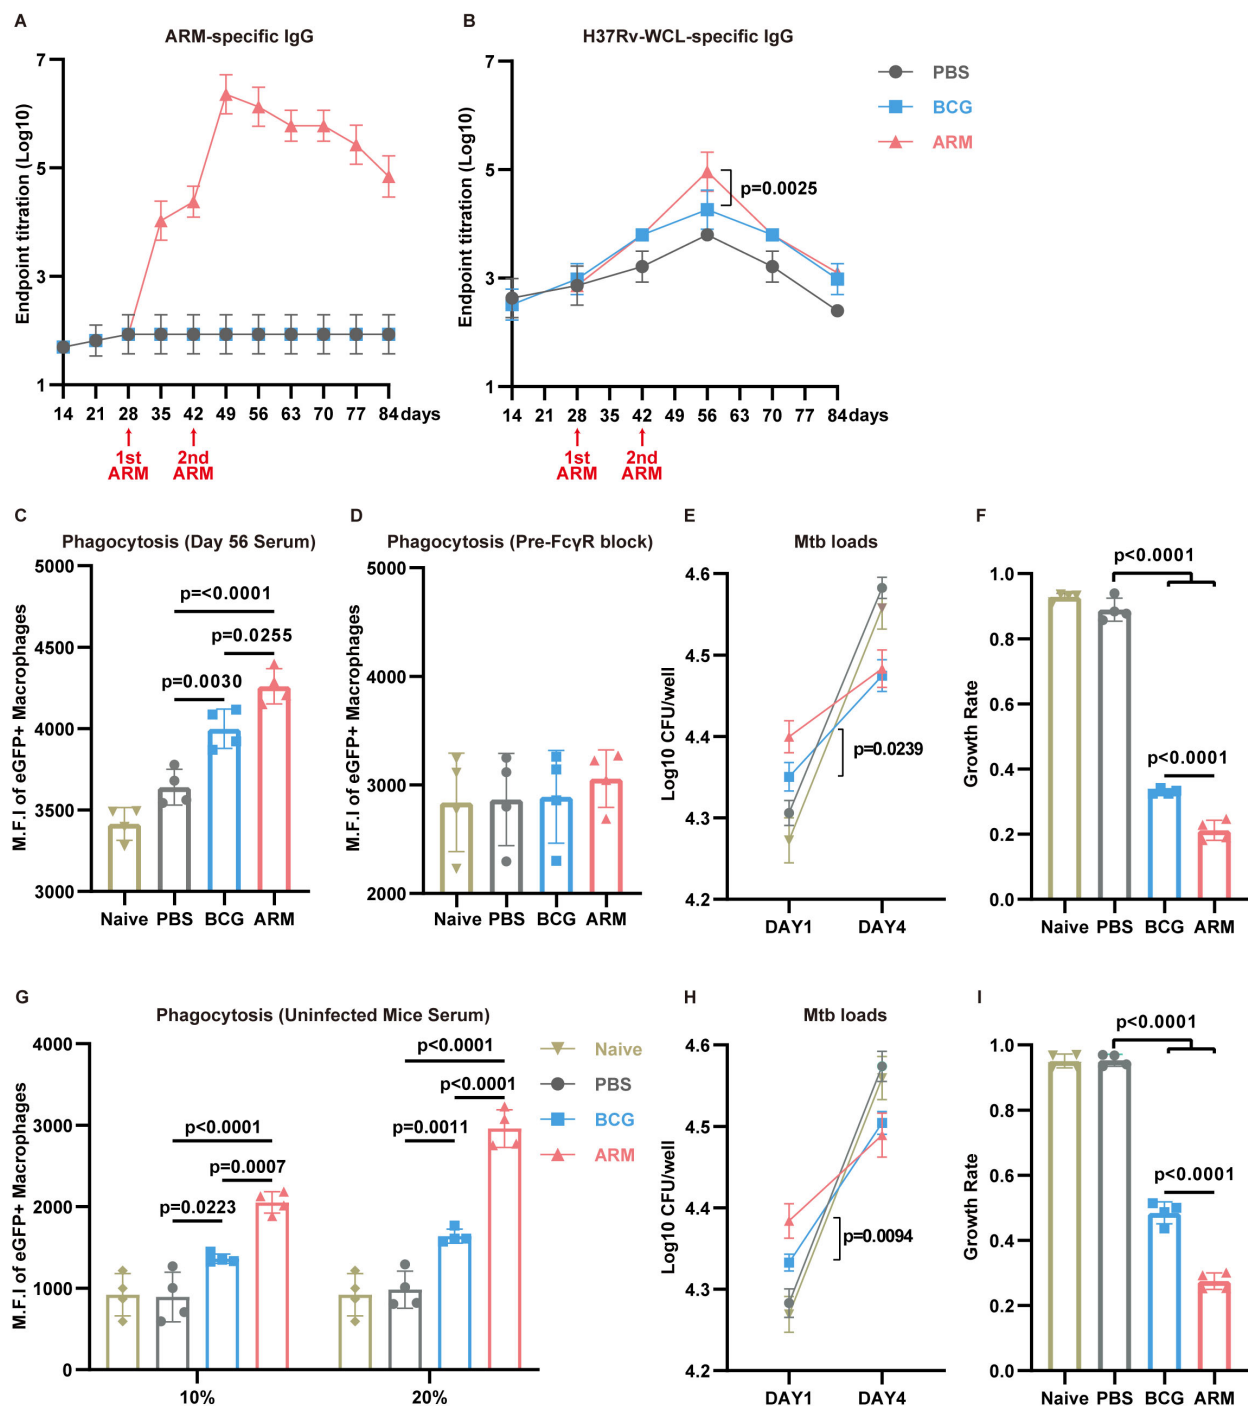 A
ARM-specific IgG
Endpoint titration (Log10)
7
5
3
1
14 21 28 35 42 49 56 63 70 77 84 days
1st ARM
2nd ARM
B
H37Rv-WCL-specific IgG
Endpoint titration (Log10)
7
5
3
1
p=0.0025
14 21 28 35 42 49 56 63 70 77 84 days
1st ARM
2nd ARM
PBS
BCG
ARM
C
Phagocytosis (Day 56 Serum)
M.F.I of eGFP+ Macrophages
5000
4500
4000
3500
3000
p=<0.0001
p=0.0255
p=0.0030
Naive PBS BCG ARM
D
Phagocytosis (Pre-FcγR block)
M.F.I of eGFP+ Macrophages
5000
4000
3000
2000
Naive PBS BCG ARM
E
Mtb loads
Log10 CFU/well
4.6
4.5
4.4
4.3
4.2
p=0.0239
DAY1 DAY4
F
Growth Rate
1.0
0.8
0.6
0.4
0.2
0.0
p<0.0001
p<0.0001
Naive PBS BCG ARM
G
Phagocytosis (Uninfected Mice Serum)
M.F.I of eGFP+ Macrophages
4000
3000
2000
1000
0
p<0.0001
p=0.0007
p=0.0223
p<0.0001
p<0.0001
p=0.0011
10% 20%
Naive
PBS
BCG
ARM
H
Mtb loads
Log10 CFU/well
4.6
4.5
4.4
4.3
4.2
p=0.0094
DAY1 DAY4
I
Growth Rate
1.0
0.8
0.6
0.4
0.2
0.0
p<0.0001
p<0.0001
Naive PBS BCG ARM